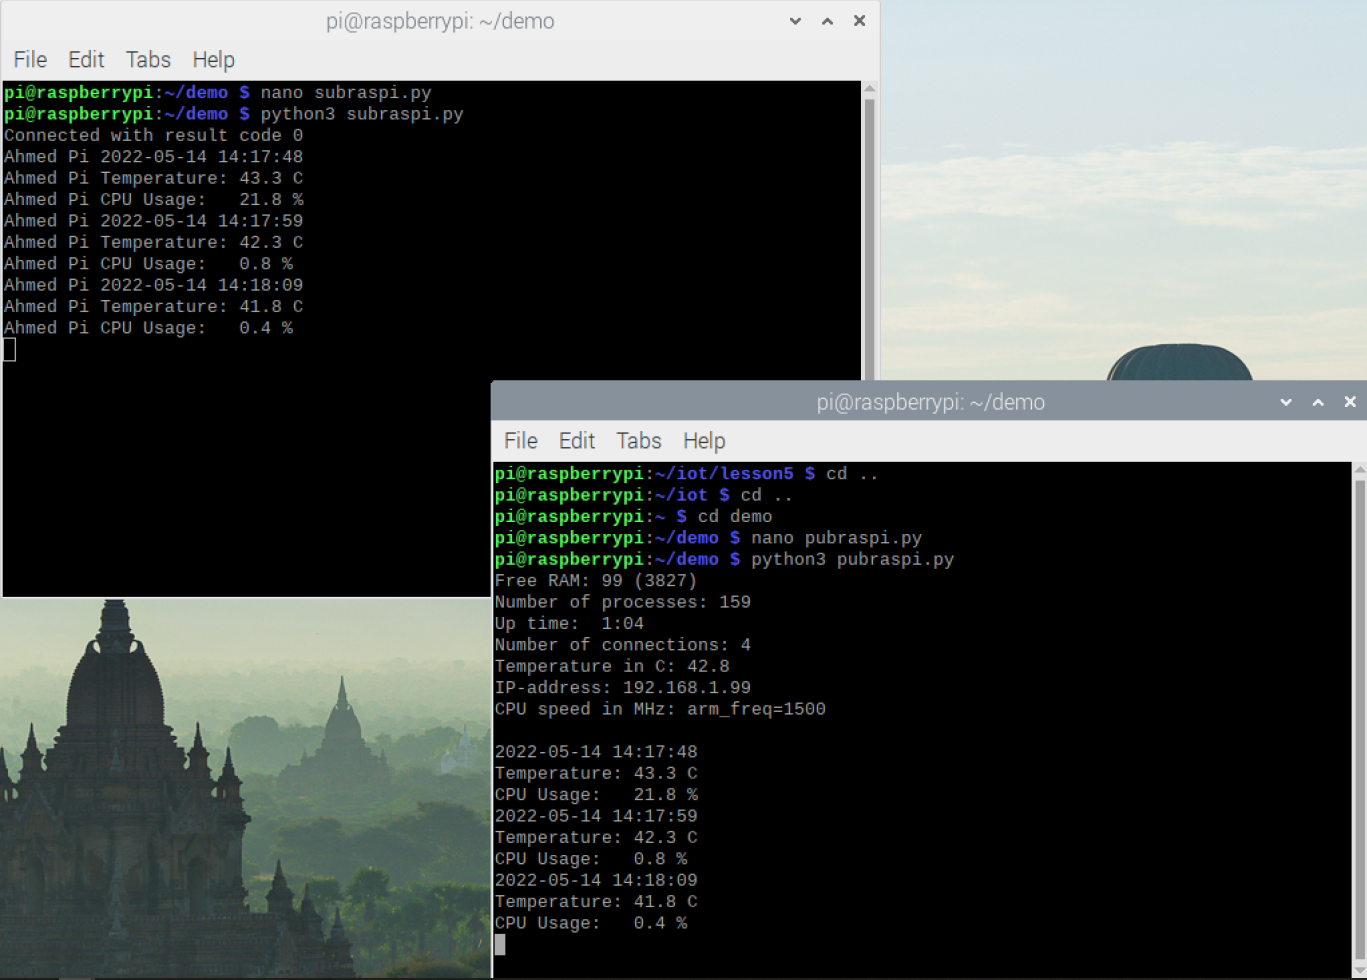 pi@raspberrypi: ~/demo
File Edit Tabs Help
pi@raspberrypi:~/demo $ nano subraspi.py
pi@raspberrypi:~/demo $ python3 subraspi.py
Connected with result code 0
Ahmed Pi 2022-05-14 14:17:48
Ahmed Pi Temperature: 43.3 C
Ahmed Pi CPU Usage:   21.8 %
Ahmed Pi 2022-05-14 14:17:59
Ahmed Pi Temperature: 42.3 C
Ahmed Pi CPU Usage:   0.8 %
Ahmed Pi 2022-05-14 14:18:09
Ahmed Pi Temperature: 41.8 C
Ahmed Pi CPU Usage:   0.4 %
pi@raspberrypi: ~/demo
File Edit Tabs Help
pi@raspberrypi:~/iot/lesson5 $ cd ..
pi@raspberrypi:~/iot $ cd ..
pi@raspberrypi:~ $ cd demo
pi@raspberrypi:~/demo $ nano pubraspi.py
pi@raspberrypi:~/demo $ python3 pubraspi.py
Free RAM: 99 (3827)
Number of processes: 159
Up time:  1:04
Number of connections: 4
Temperature in C: 42.8
IP-address: 192.168.1.99
CPU speed in MHz: arm_freq=1500
2022-05-14 14:17:48
Temperature: 43.3 C
CPU Usage:   21.8 %
2022-05-14 14:17:59
Temperature: 42.3 C
CPU Usage:   0.8 %
2022-05-14 14:18:09
Temperature: 41.8 C
CPU Usage:   0.4 %